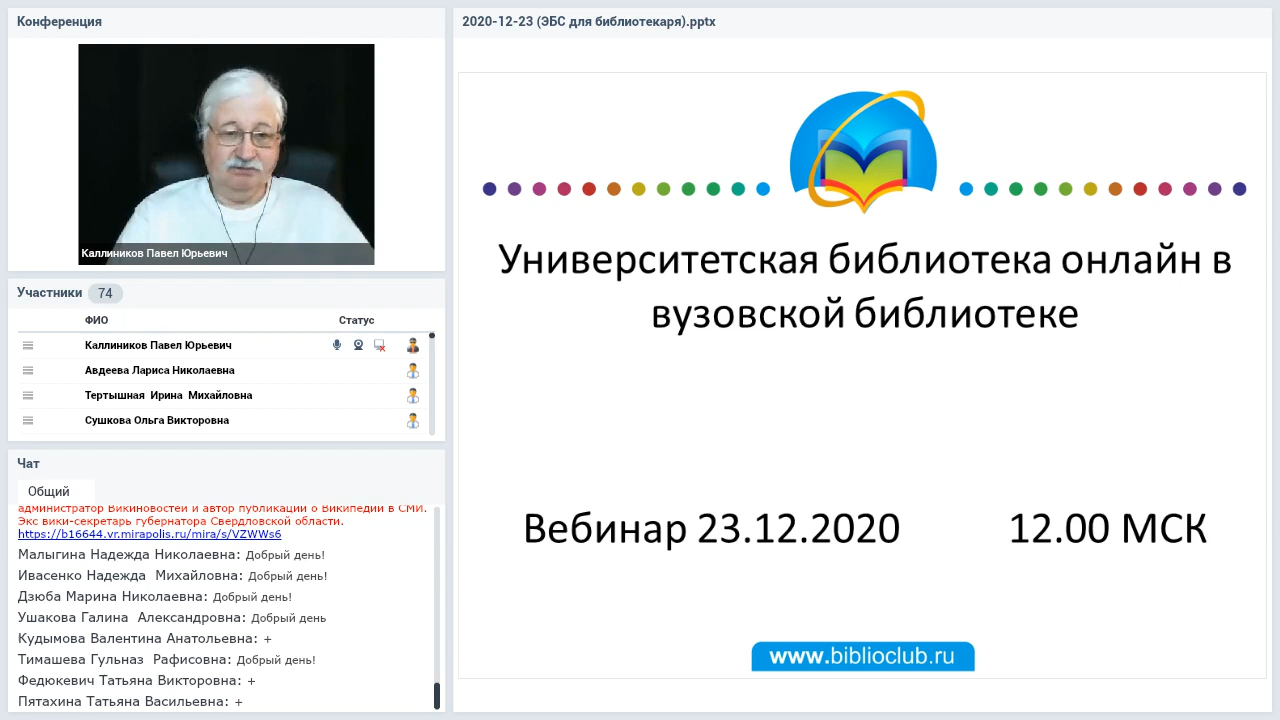 Конференция
Каллиников Павел Юрьевич
Участники 74
ФИО Статус
Каллиников Павел Юрьевич
Авдеева Лариса Николаевна
Тертышная Ирина Михайловна
Сушкова Ольга Викторовна
Чат
Общий
администратор Викиновостей и автор публикации о Википедии в СМИ.
Экс вики-секретарь губернатора Свердловской области.
https://b16644.vr.mirapolis.ru/mira/s/VZWWs6
Малыгина Надежда Николаевна: Добрый день!
Ивасенко Надежда Михайловна: Добрый день!
Дзюба Марина Николаевна: Добрый день!
Ушакова Галина Александровна: Добрый день
Кудымова Валентина Анатольевна: +
Тимашева Гульназ Рафисовна: Добрый день!
Федюкевич Татьяна Викторовна: +
Пятахина Татьяна Васильевна: +
2020-12-23 (ЭБС для библиотекаря).pptx
Университетская библиотека онлайн в
вузовской библиотеке
Вебинар 23.12.2020 12.00 МСК
www.biblioclub.ru